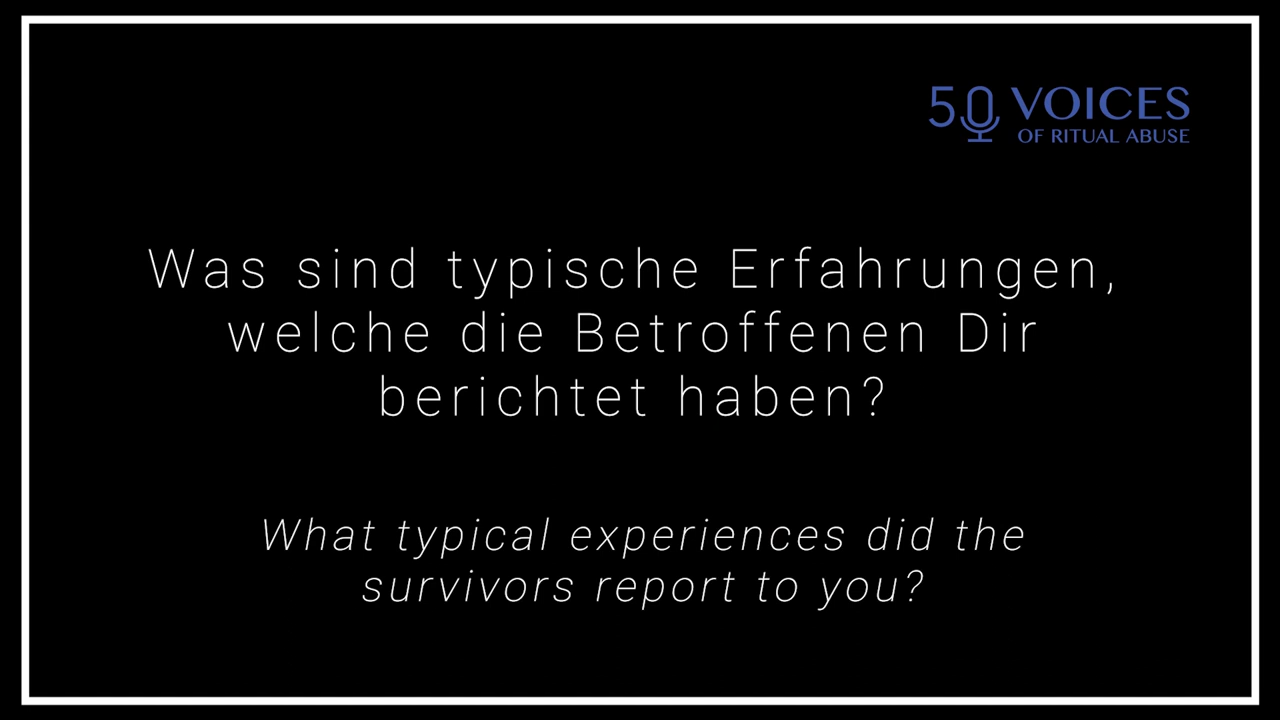 50 VOICES
OF RITUAL ABUSE
Was sind typische Erfahrungen,
welche die Betroffenen Dir
berichtet haben?
What typical experiences did the
survivors report to you?